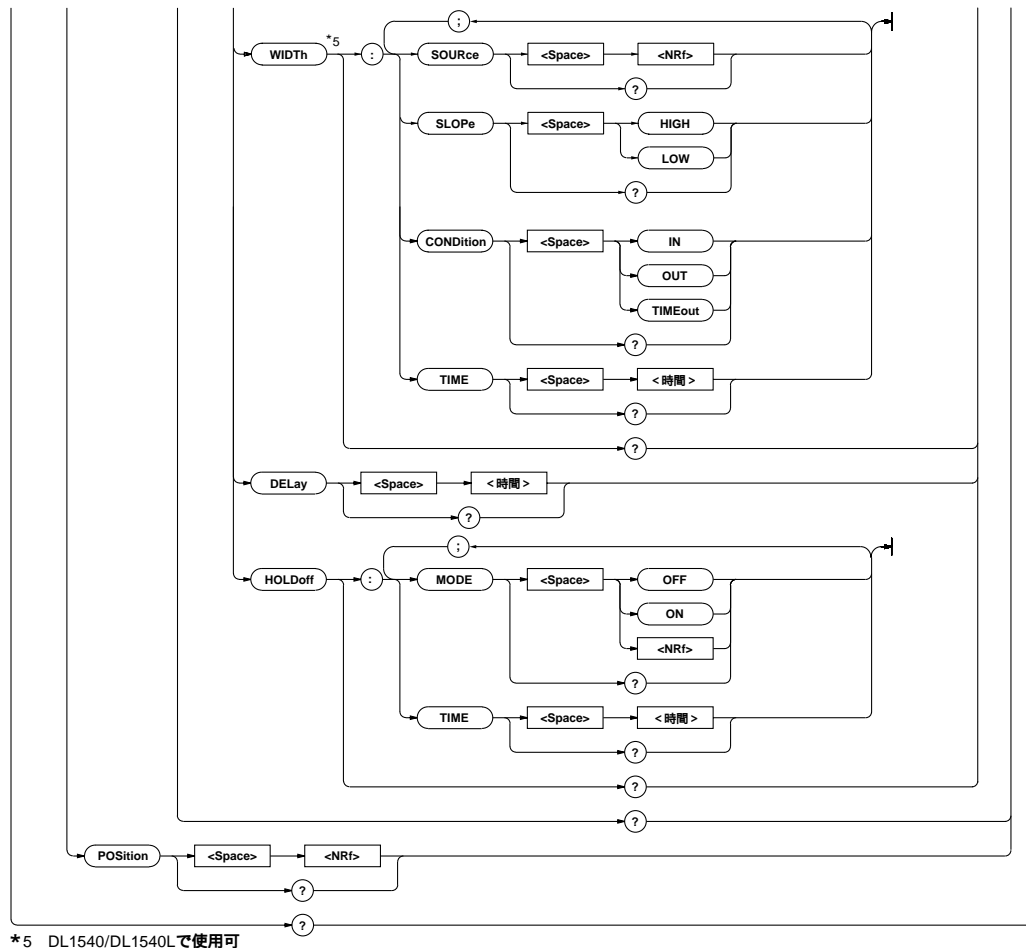 ;
WIDTh *5 : SOURce <Space> <NRf>
?
SLOPe <Space> HIGH
LOW
?
CONDition <Space> IN
OUT
TIMEout
?
TIME <Space> <時間>
?
?
DELay <Space> <時間>
?
;
HOLDoff : MODE <Space> OFF
ON
<NRf>
?
TIME <Space> <時間>
?
?
?
POSition <Space> <NRf>
?
?
*5 DL1540/DL1540Lで使用可